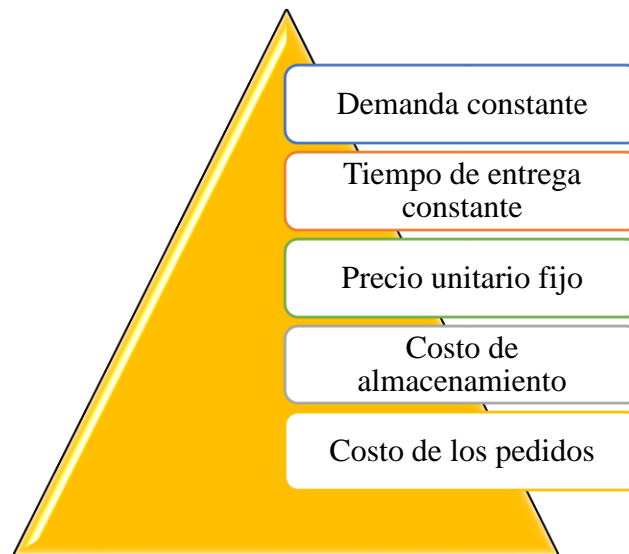 Demanda constante
Tiempo de entrega
constante
Precio unitario fijo
Costo de
almacenamiento
Costo de los pedidos